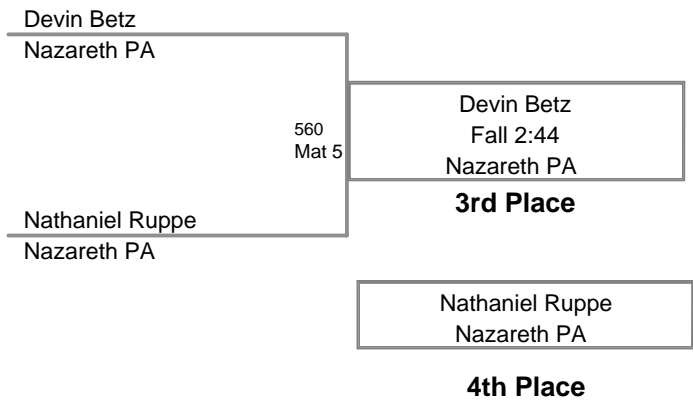 Devin Betz
Nazareth PA
560
Mat 5
Devin Betz
Fall 2:44
Nazareth PA
3rd Place
Nathaniel Ruppe
Nazareth PA
Nathaniel Ruppe
Nazareth PA
4th Place